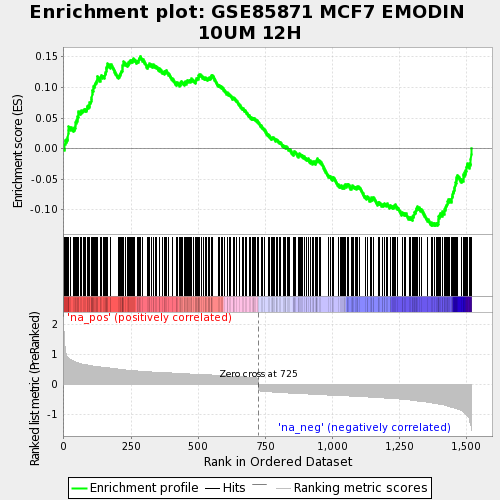 Enrichment plot: GSE85871 MCF7 EMODIN
10UM 12H
Enrichment score (ES)
0.15
0.10
0.05
0.00
-0.05
-0.10
'na_pos' (positively correlated)
Ranked list metric (PreRanked)
2
1
0
-1
Zero cross at 725
'na_neg' (negatively correlated)
0
250
500
750
1,000
1,250
1,500
Rank in Ordered Dataset
Enrichment profile
Hits
Ranking metric scores